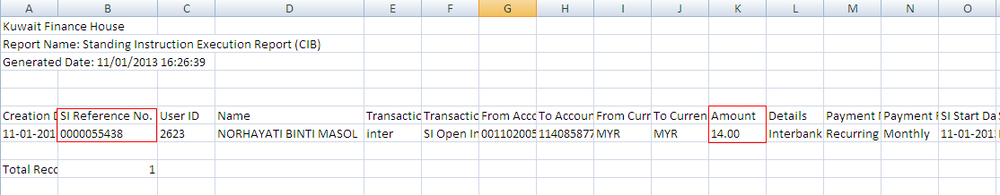 A B C D E F G H I J K L M N O
Kuwait Finance House
Report Name: Standing Instruction Execution Report (CIB)
Generated Date: 11/01/2013 16:26:39
Creation D SI Reference No. User ID Name Transactic Transactic From Acco To Accoun From Curr To Curren Amount Details Payment Payment SI Start Da
11-01-201 0000055438 2623 NORHAYATI BINTI MASOL inter SI Open In 001102005 114085877 MYR MYR 14.00 Interbank Recurring Monthly 11-01-201
Total Reco 1